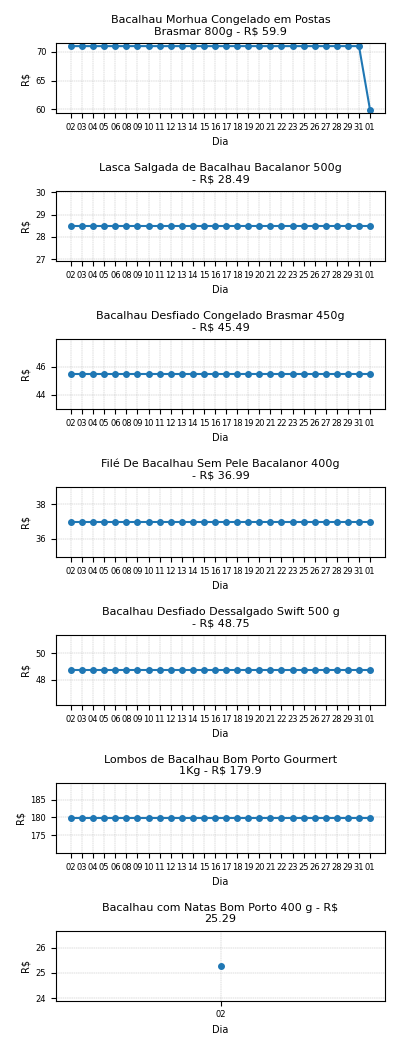 Bacalhau Morhua Congelado em Postas
Brasmar 800g - R$ 59.9
70
65
60
R$
02 03 04 05 06 08 09 10 11 12 13 14 15 16 17 18 19 20 21 22 23 25 26 27 28 29 31 01
Dia
Lasca Salgada de Bacalhau Bacalanor 500g
- R$ 28.49
30
29
28
27
R$
02 03 04 05 06 08 09 10 11 12 13 14 15 16 17 18 19 20 21 22 23 25 26 27 28 29 31 01
Dia
Bacalhau Desfiado Congelado Brasmar 450g
- R$ 45.49
46
44
R$
02 03 04 05 06 08 09 10 11 12 13 14 15 16 17 18 19 20 21 22 23 25 26 27 28 29 31 01
Dia
Filé De Bacalhau Sem Pele Bacalanor 400g
- R$ 36.99
38
36
R$
02 03 04 05 06 08 09 10 11 12 13 14 15 16 17 18 19 20 21 22 23 25 26 27 28 29 31 01
Dia
Bacalhau Desfiado Dessalgado Swift 500 g
- R$ 48.75
50
48
R$
02 03 04 05 06 08 09 10 11 12 13 14 15 16 17 18 19 20 21 22 23 25 26 27 28 29 31 01
Dia
Lombos de Bacalhau Bom Porto Gourmert
1Kg - R$ 179.9
185
180
175
R$
02 03 04 05 06 08 09 10 11 12 13 14 15 16 17 18 19 20 21 22 23 25 26 27 28 29 31 01
Dia
Bacalhau com Natas Bom Porto 400 g - R$
25.29
26
25
24
R$
02
Dia